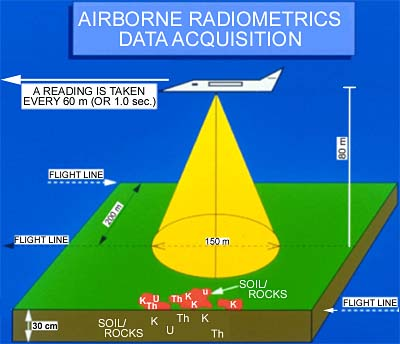 AIRBORNE RADIOMETRICS
DATA ACQUISITION
A READING IS TAKEN
EVERY 60 m (OR 1.0 sec.)
80 m
FLIGHT LINE
200 m
FLIGHT LINE
150 m
SOIL/
ROCKS
K U
Th
Th K
K
U
K
FLIGHT LINE
30 cm
SOIL/
ROCKS
K
U
Th
K
Th